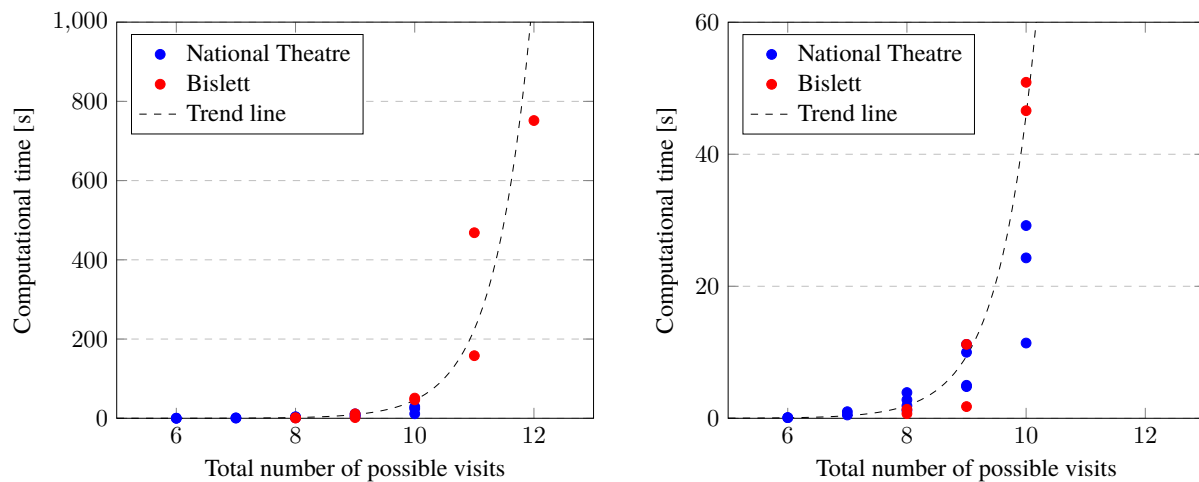 1,000
800
600
400
200
0
6
8
10
12
Computational time [s]
Total number of possible visits
National Theatre
Bislett
Trend line
60
40
20
0
6
8
10
12
Computational time [s]
Total number of possible visits
National Theatre
Bislett
Trend line